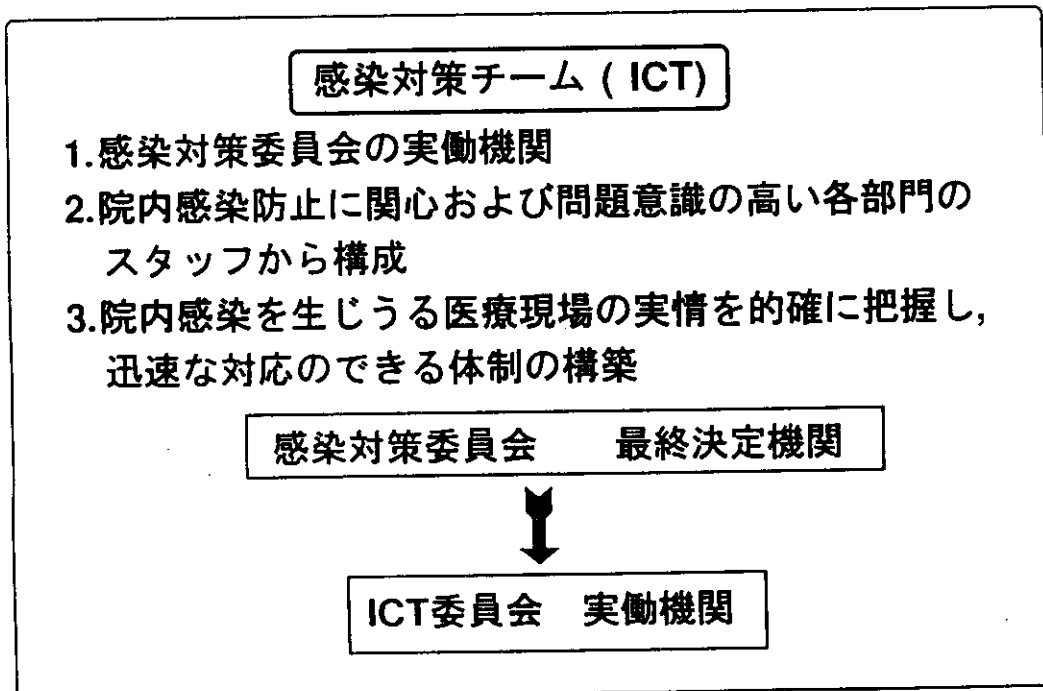 感染対策チーム ( ICT)
1.感染対策委員会の実働機関
2.院内感染防止に関心および問題意識の高い各部門の
スタッフから構成
3.院内感染を生じうる医療現場の実情を的確に把握し,
迅速な対応のできる体制の構築
感染対策委員会 最終決定機関
ICT委員会 実働機関